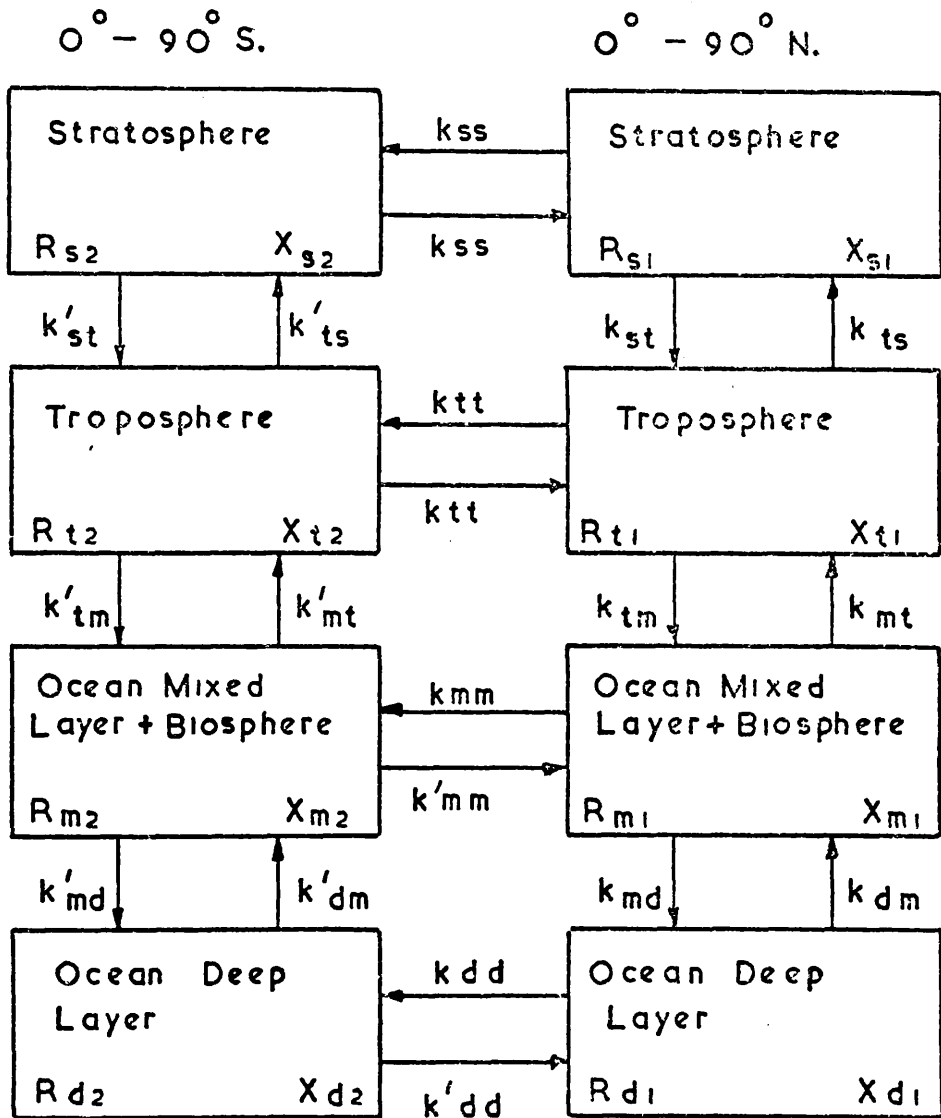 0° - 90° S.
0° - 90° N.
Stratosphere
kss
Stratosphere
kss
Rs2 Xs2
Rs1 Xs1
k'st k'ts
kst kts
Troposphere
ktt
Troposphere
ktt
Rt2 Xt2
Rt1 Xt1
k'tm k'mt
ktm kmt
Ocean Mixed
Layer + Biosphere
kmm
Ocean Mixed
Layer + Biosphere
k'mm
Rm2 Xm2
Rm1 Xm1
k'md k'dm
kmd kdm
Ocean Deep
Layer
kdd
Ocean Deep
Layer
k'dd
Rd2 Xd2
Rd1 Xd1